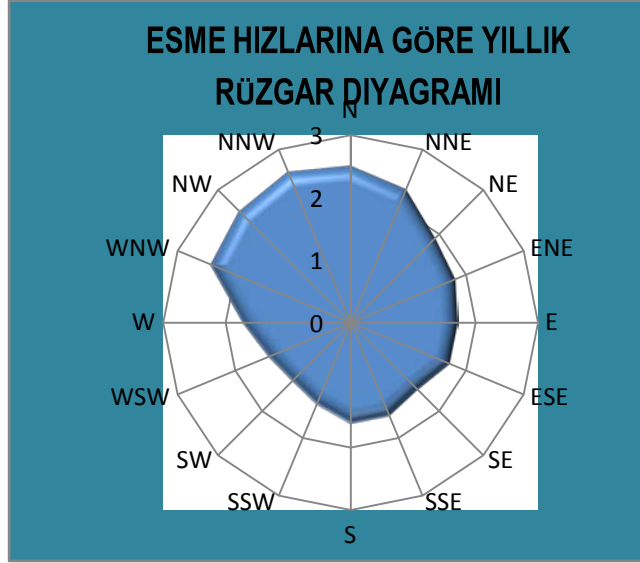 ESME HIZLARINA GÖRE YILLIK
RÜZGAR DIYAGRAMI
N
NNW
3
NNE
NW
2
NE
WNW
1
ENE
W
0
E
WSW
ESE
SW
SE
SSW
SSE
S